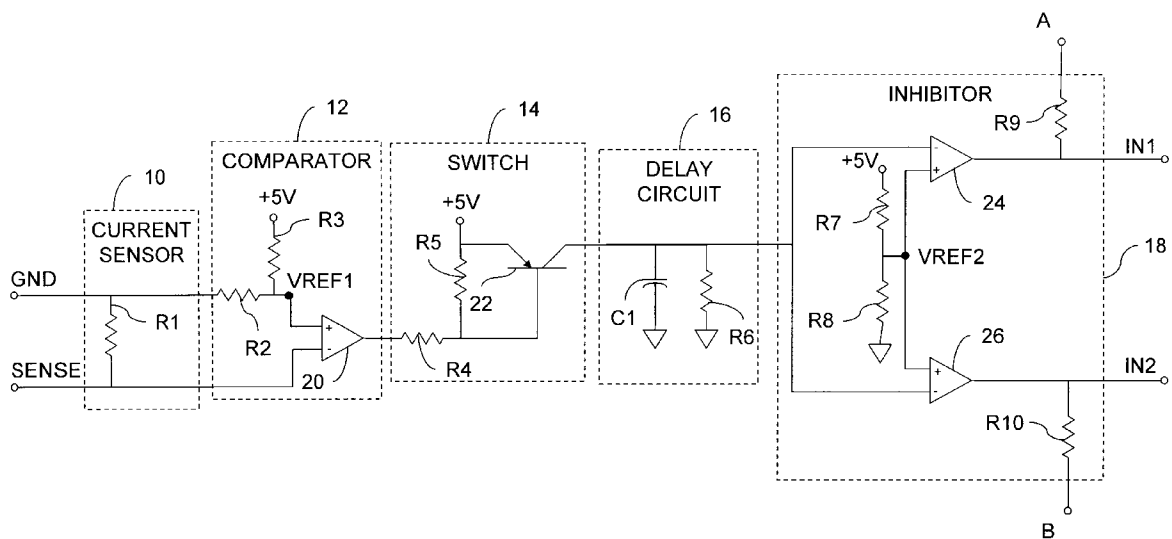 A
INHIBITOR
R9
IN1
+5V
24
R7
VREF2
18
R8
26
IN2
R10
B
16
DELAY
CIRCUIT
C1
R6
14
SWITCH
+5V
R5
22
R4
12
COMPARATOR
+5V
R3
VREF1
R2
20
10
CURRENT
SENSOR
GND
R1
SENSE
+
-
-
+
+
-